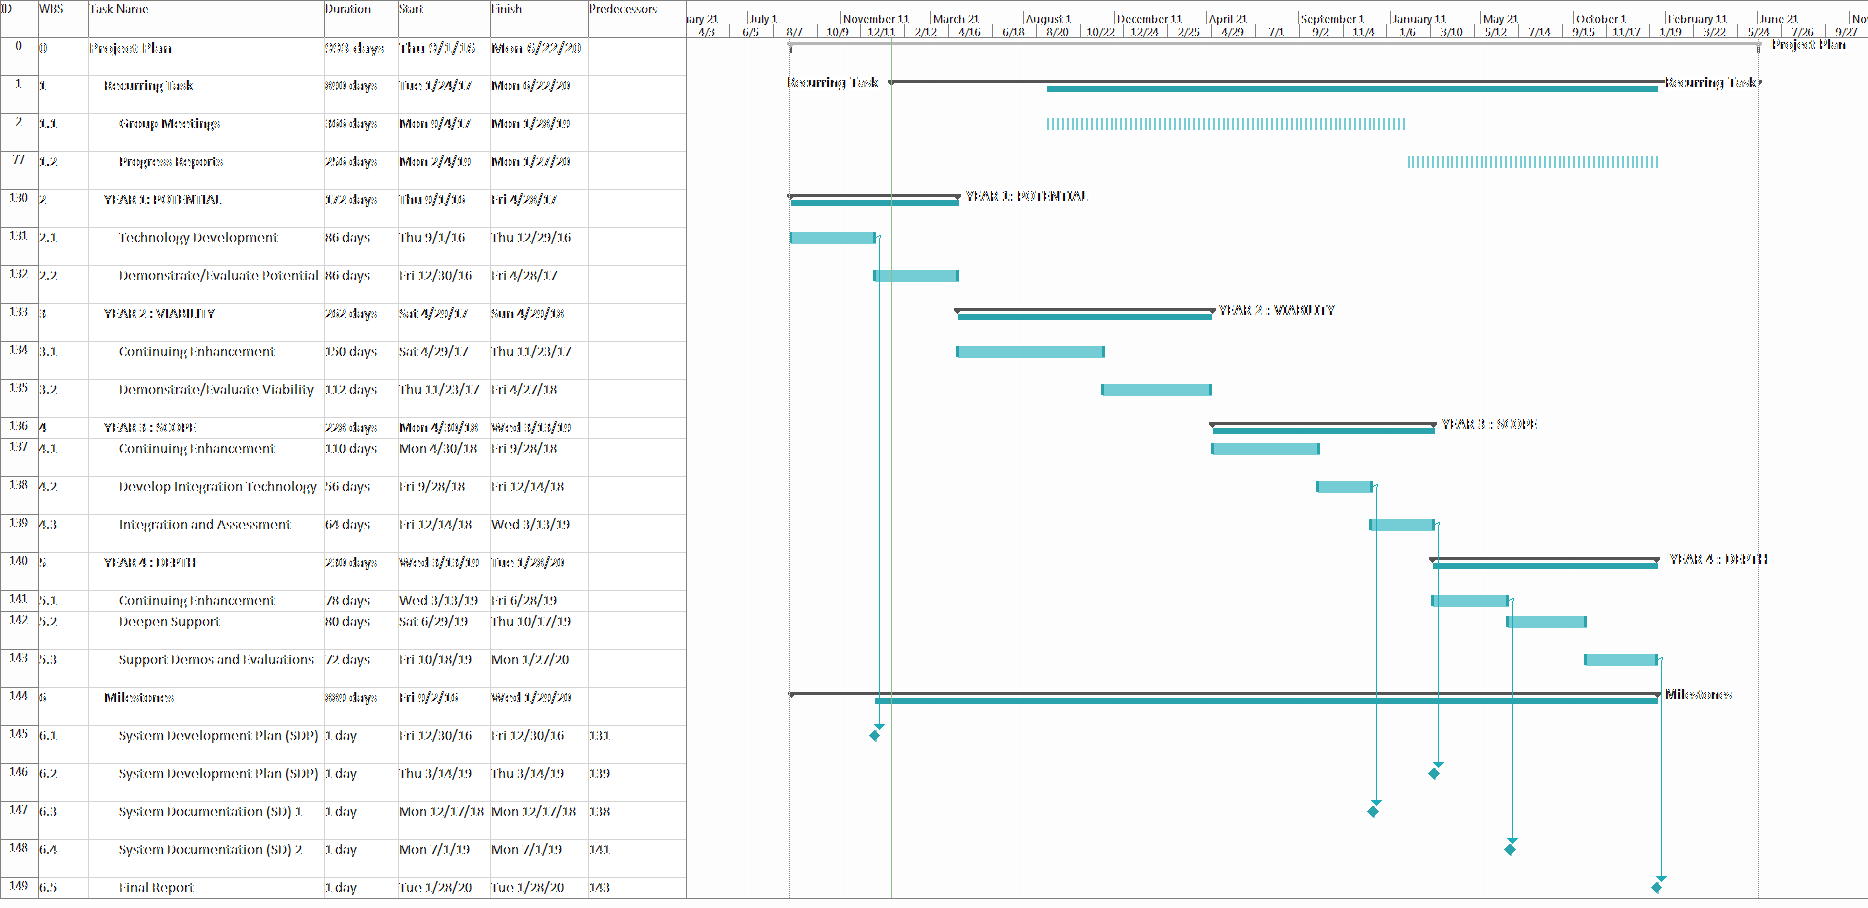 ID WBS Task Name Duration Start Finish Predecessors
July 1 November 11 March 21 August 1 December 11 April 21 September 1 January 11 May 21 October 1 February 11 June 21
4/3 6/5 8/7 10/9 12/11 2/12 4/16 6/18 8/20 10/22 12/24 2/25 4/29 7/1 9/2 11/4 1/6 3/10 5/12 7/14 9/15 11/17 1/19 3/22 5/24 7/26 9/27
0 0 Project Plan days Thu 9/1/16 Mon 6/22/20 Project Plan
1 1 Recurring Task days Tue 1/24/17 Mon 6/22/20 Recurring Task Recurring Task
2 1.1 Group Meetings days Mon 9/4/17 Mon 1/28/19
77 1.2 Progress Reports days Mon 2/4/19 Mon 1/27/20
130 2 YEAR 1: POTENTIAL 172 days Thu 9/1/16 Fri 4/28/17 YEAR 1: POTENTIAL
131 2.1 Technology Development 86 days Thu 9/1/16 Thu 12/29/16
132 2.2 Demonstrate/Evaluate Potential 86 days Fri 12/30/16 Fri 4/28/17
133 3 YEAR 2 : VIABILITY 262 days Sat 4/29/17 Sun 4/29/18 YEAR 2 : VIABILITY
134 3.1 Continuing Enhancement 150 days Sat 4/29/17 Thu 11/23/17
135 3.2 Demonstrate/Evaluate Viability 112 days Thu 11/23/17 Fri 4/27/18
136 4 YEAR 3 : SCOPE 228 days Mon 4/30/18 Wed 3/13/19 YEAR 3 : SCOPE
137 4.1 Continuing Enhancement 110 days Mon 4/30/18 Fri 9/28/18
138 4.2 Develop Integration Technology 56 days Fri 9/28/18 Fri 12/14/18
139 4.3 Integration and Assessment 64 days Fri 12/14/18 Wed 3/13/19
140 5 YEAR 4 : DEPTH 230 days Wed 3/13/19 Tue 1/28/20 YEAR 4 : DEPTH
141 5.1 Continuing Enhancement 78 days Wed 3/13/19 Fri 6/28/19
142 5.2 Deepen Support 80 days Sat 6/29/19 Thu 10/17/19
143 5.3 Support Demos and Evaluations 72 days Fri 10/18/19 Mon 1/27/20
144 6 Milestones days Fri 9/2/16 Wed 1/29/20 Milestones
145 6.1 System Development Plan (SDP) 1 day Fri 12/30/16 Fri 12/30/16 131
146 6.2 System Development Plan (SDP) 1 day Thu 3/14/19 Thu 3/14/19 139
147 6.3 System Documentation (SD) 1 1 day Mon 12/17/18 Mon 12/17/18 138
148 6.4 System Documentation (SD) 2 1 day Mon 7/1/19 Mon 7/1/19 141
149 6.5 Final Report 1 day Tue 1/28/20 Tue 1/28/20 143